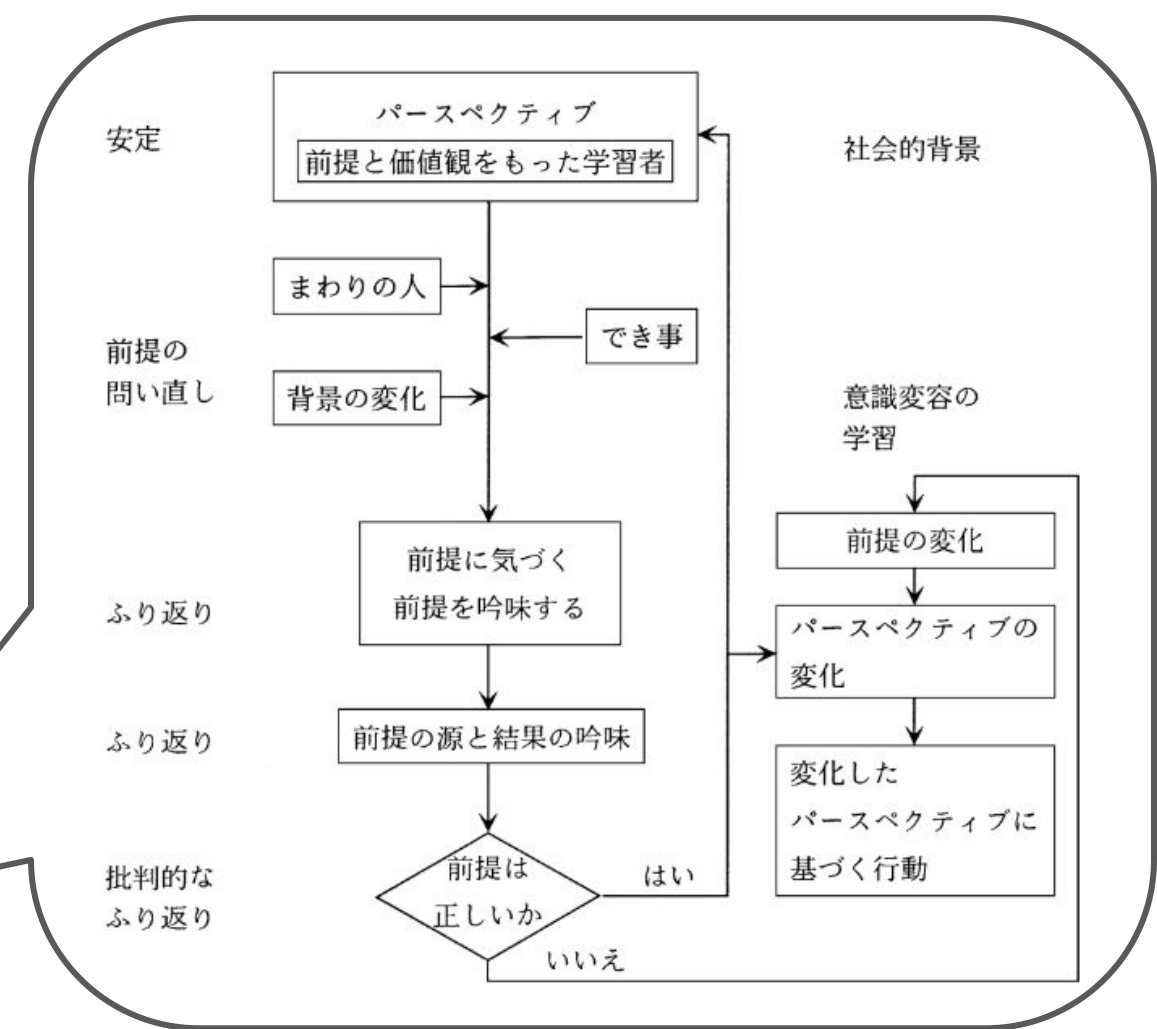 安定
パースペクティブ
前提と価値観をもった学習者
社会的背景
まわりの人
でき事
前提の
問い直し
背景の変化
意識変容の
学習
前提の変化
前提に気づく
前提を吟味する
ふり返り
パースペクティブの
変化
前提の源と結果の吟味
ふり返り
変化した
パースペクティブに
基づく行動
前提は
正しいか
はい
批判的な
ふり返り
いいえ